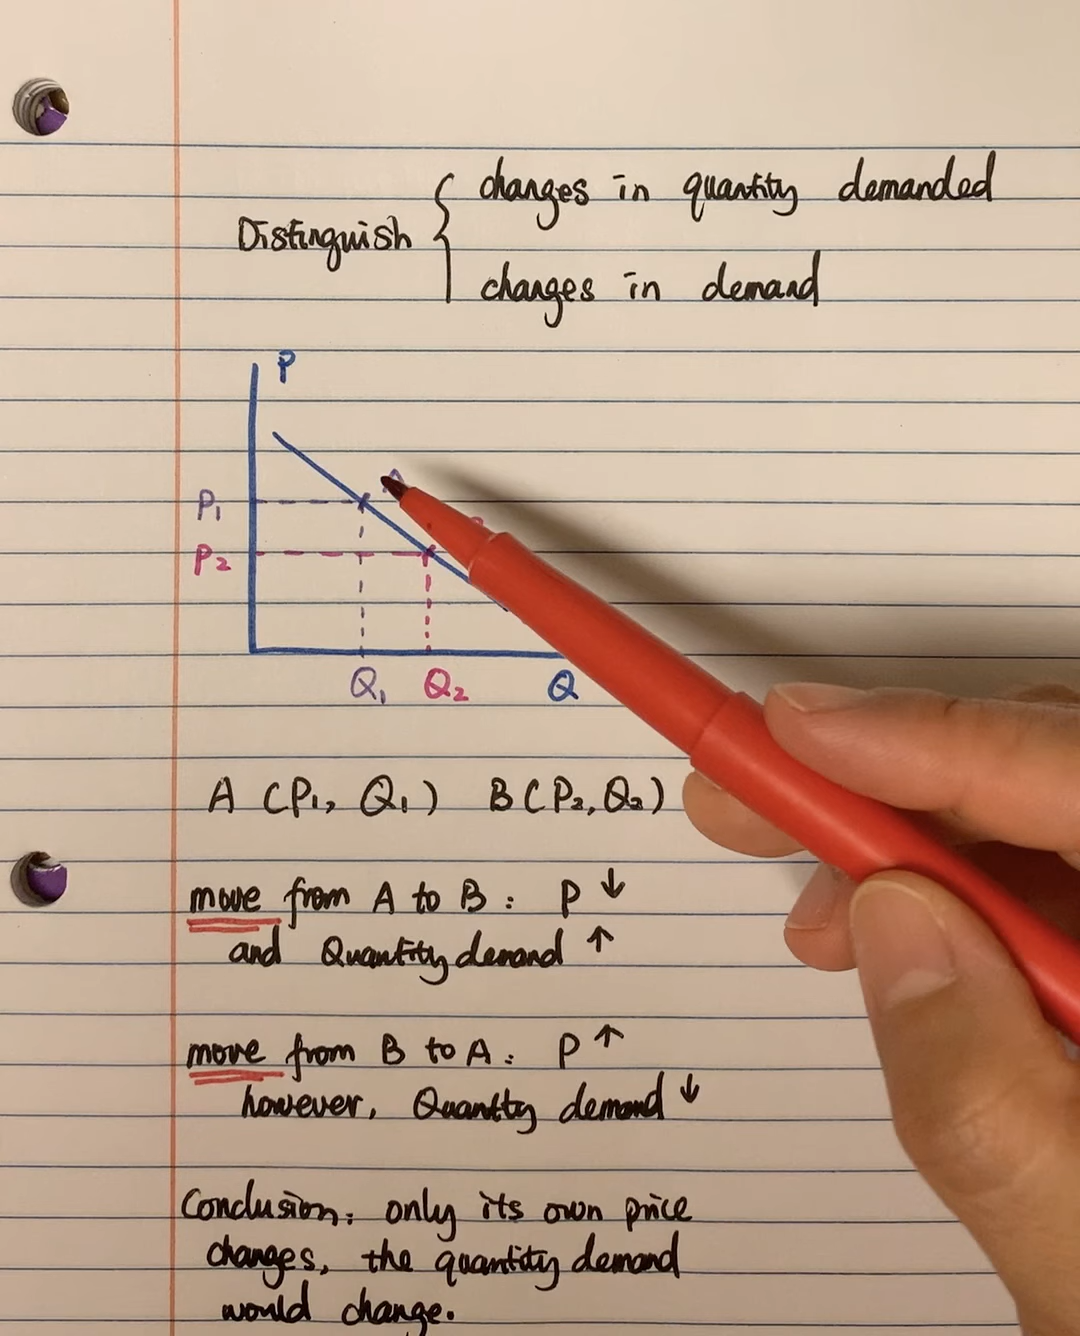 changes in quantity demanded
Distinguish
changes in demand
P
A
P₁
P₂
Q₁ Q₂ Q
A (P₁, Q₁) B (P₂, Q₂)
move from A to B : P ↓
and Quantity demand ↑
move from B to A : P ↑
however, Quantity demand ↓
Conclusion: only its own price
changes, the quantity demand
would change.